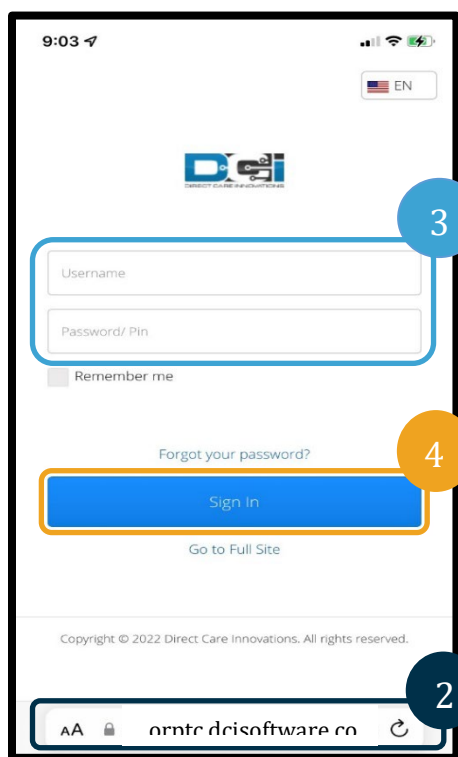 9:03
EN
DCi
DIRECT CARE INNOVATIONS
3
Username
Password/ Pin
Remember me
Forgot your password?
4
Sign In
Go to Full Site
Copyright © 2022 Direct Care Innovations. All rights reserved.
2
AA orptc.dcisoftware.co